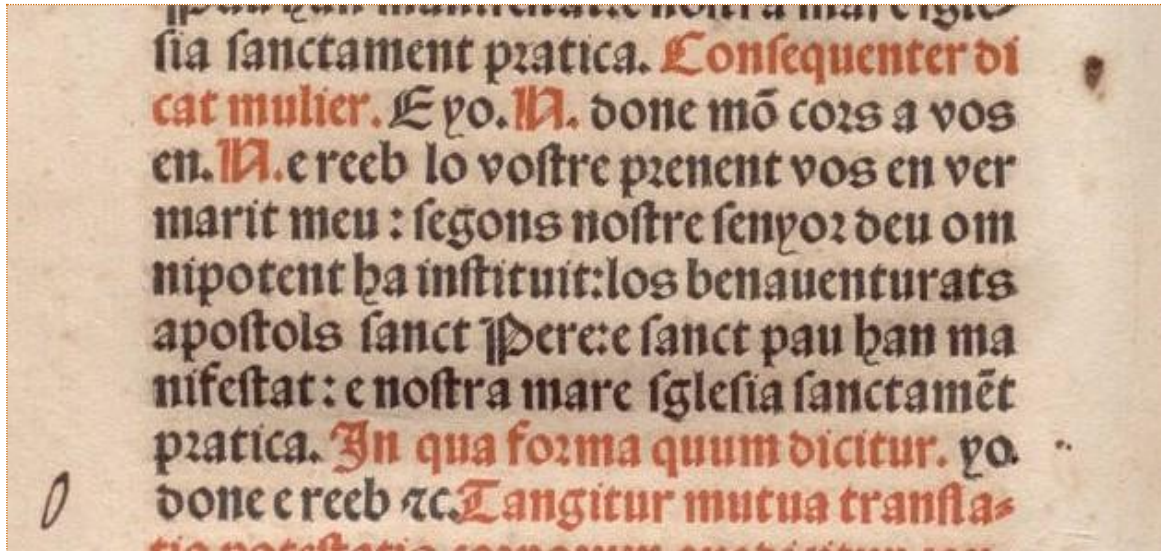 sia sanctament pratica. Consequenter di
cat mulier. E yo. N. done mõ cors a vos
en. N. e reeb lo vostre prenent vos en ver
marit meu : segons nostre senyor deu om
nipotent ha instituit: los benauenturats
apostols sanct Pere: e sanct pau han ma
nifestat : e nostra mare sglesia sanctamẽt
pratica. In qua forma quum dicitur. yo.
done e reeb ⁊c. Tangitur mutua transla-